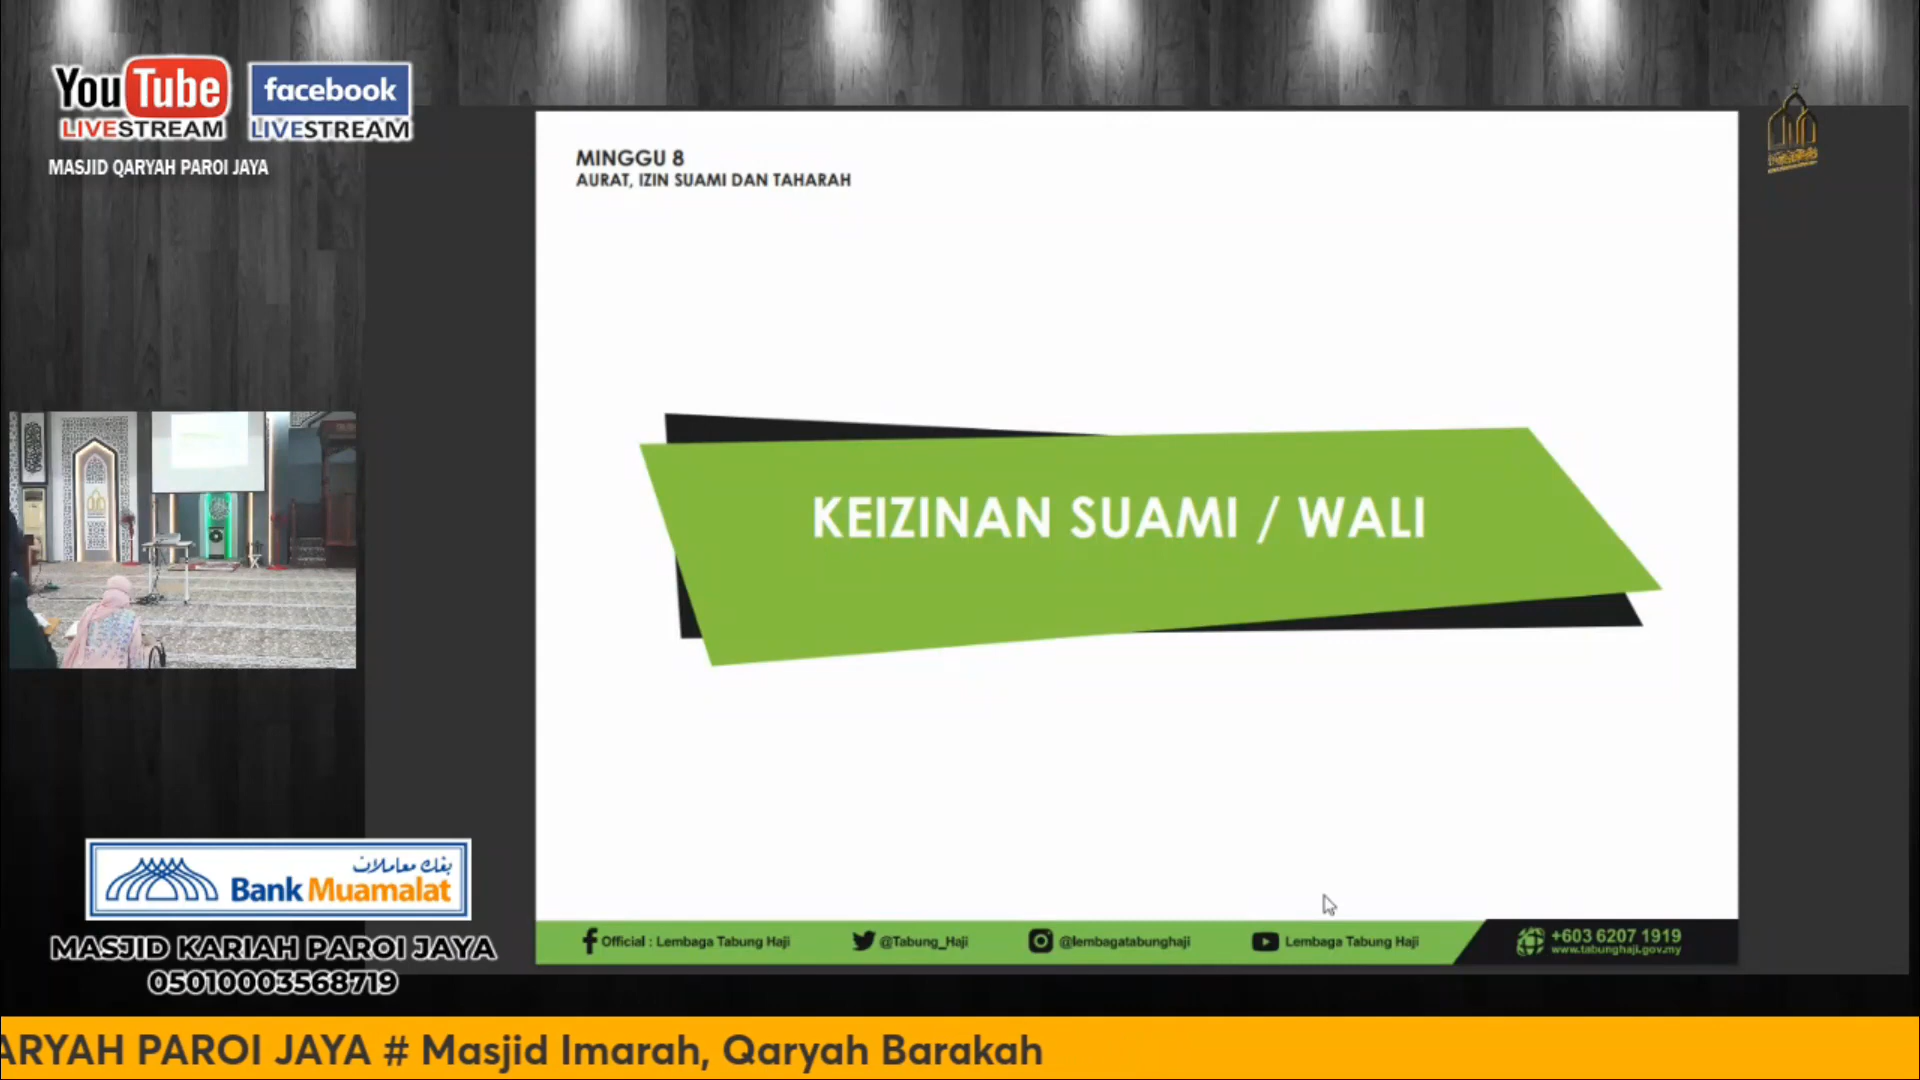 YouTube
LIVESTREAM
facebook
LIVESTREAM
MASJID QARYAH PAROI JAYA
MINGGU 8
AURAT, IZIN SUAMI DAN TAHARAH
KEIZINAN SUAMI / WALI
Official : Lembaga Tabung Haji
@Tabung_Haji
@lembagatabunghaji
Lembaga Tabung Haji
+603 6207 1919
www.tabunghaji.gov.my
بنك معاملات
Bank Muamalat
MASJID KARIAH PAROI JAYA
05010003568719
ARYAH PAROI JAYA # Masjid Imarah, Qaryah Barakah